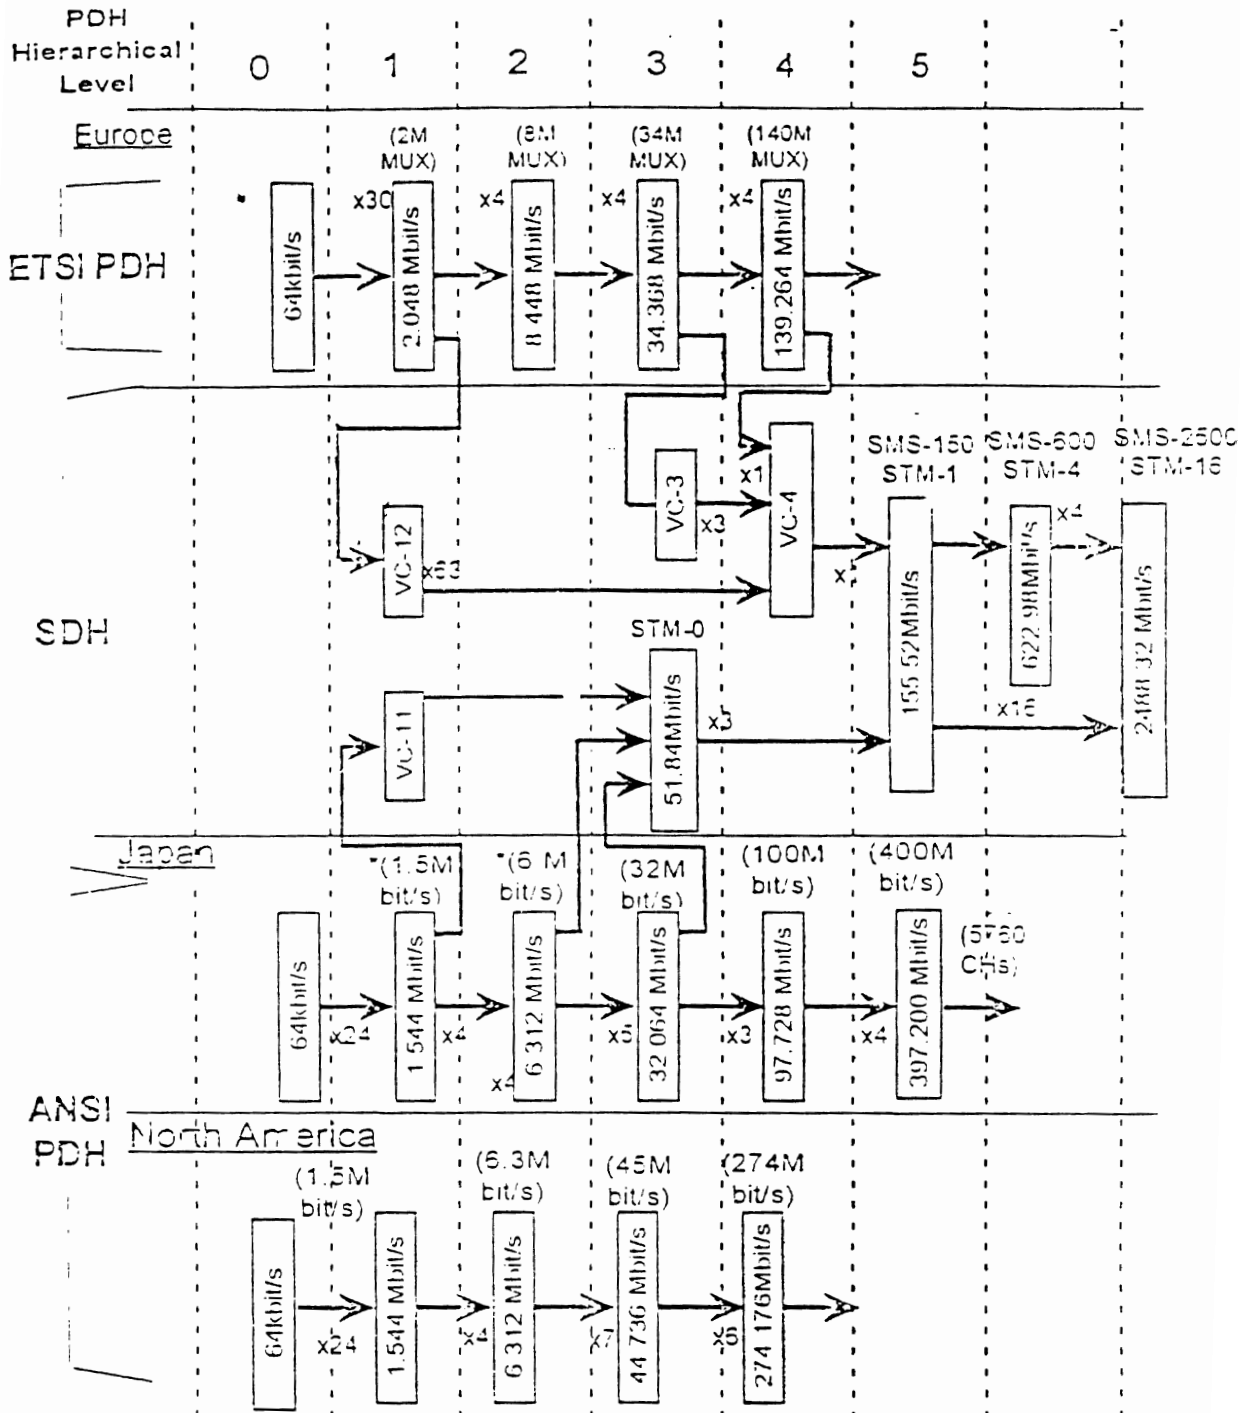 PDH
Hierarchical
Level
0 1 2 3 4 5
Europe
(2M
MUX)
(8M
MUX)
(34M
MUX)
(140M
MUX)
ETSI PDH
64kbit/s
x30
2.048 Mbit/s
x4
8 448 Mbit/s
x4
34.368 Mbit/s
x4
139.264 Mbit/s
SDH
VC-12
x63
VC-3
x3
x1
VC-4
SMS-150
STM-1
SMS-600
STM-4
SMS-2500
STM-16
155 52Mbit/s
622.98Mbit/s
x4
2488 32 Mbit/s
x16
STM-0
VC-11
51.84Mbit/s
x3
Japan
(1.5M
bit/s)
(6 M
bit/s)
(32M
bit/s)
(100M
bit/s)
(400M
bit/s)
64kbit/s
x24
1 544 Mbit/s
x4
6 312 Mbit/s
x4
x5
32 064 Mbit/s
x3
97.728 Mbit/s
x4
397.200 Mbit/s
(5760
CHs)
ANSI
PDH
North America
(1.5M
bit/s)
(6.3M
bit/s)
(45M
bit/s)
(274M
bit/s)
64kbit/s
x24
1.544 Mbit/s
x4
6 312 Mbit/s
x7
44 736 Mbit/s
x6
274 176Mbit/s